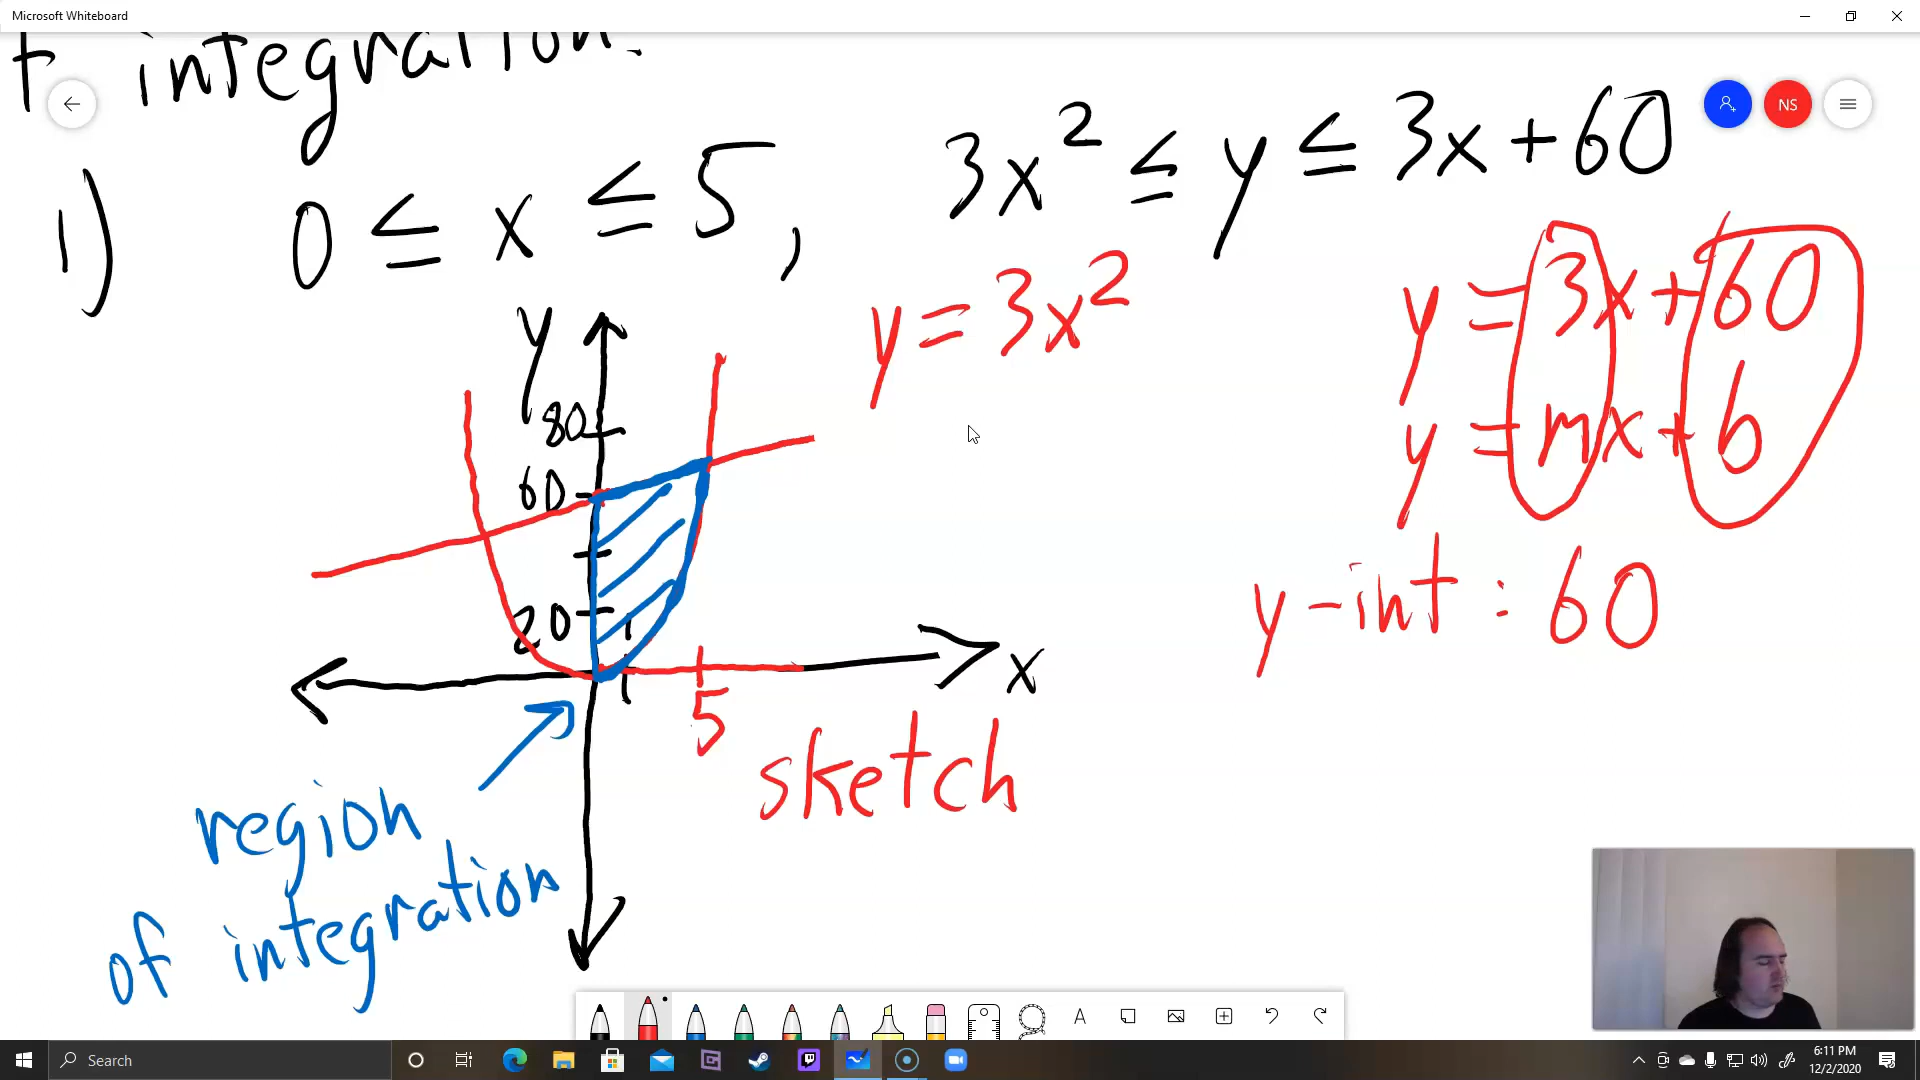 Microsoft Whiteboard
integration.
NS
1) 0 ≤ x ≤ 5, 3x² ≤ y ≤ 3x + 60
y = 3x²
y = 3x + 60
y = mx + b
y-int : 60
y
80
60
20
1
5
x
sketch
region
of integration
A
Search
6:11 PM
12/2/2020